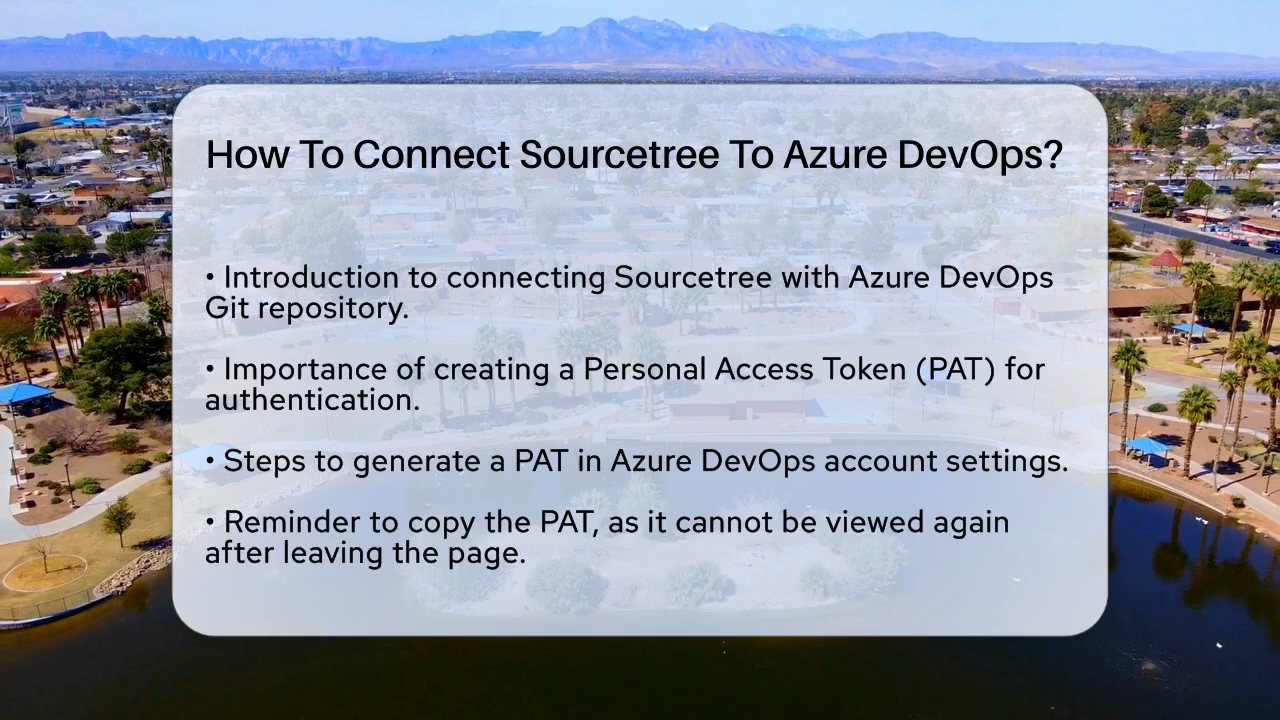 How To Connect Sourcetree To Azure DevOps?
• Introduction to connecting Sourcetree with Azure DevOps
Git repository.
• Importance of creating a Personal Access Token (PAT) for
authentication.
• Steps to generate a PAT in Azure DevOps account settings.
• Reminder to copy the PAT, as it cannot be viewed again
after leaving the page.